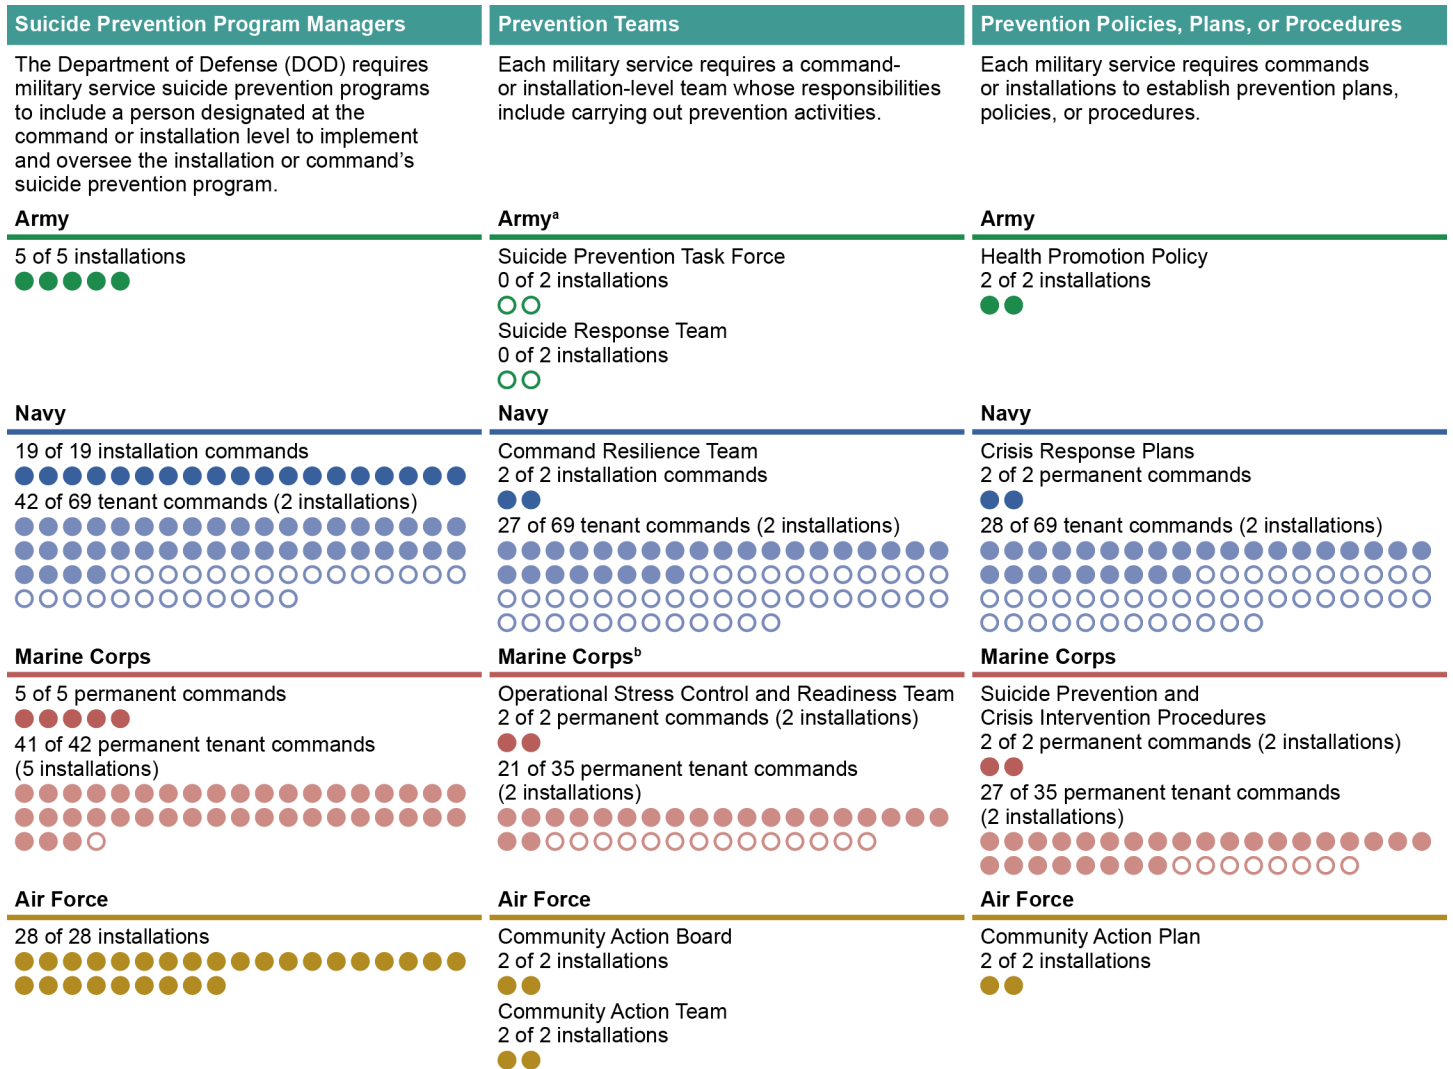 Suicide Prevention Program Managers
The Department of Defense (DOD) requires
military service suicide prevention programs
to include a person designated at the
command or installation level to implement
and oversee the installation or command’s
suicide prevention program.
Army
5 of 5 installations
Navy
19 of 19 installation commands
42 of 69 tenant commands (2 installations)
Marine Corps
5 of 5 permanent commands
41 of 42 permanent tenant commands
(5 installations)
Air Force
28 of 28 installations
Prevention Teams
Each military service requires a command-
or installation-level team whose responsibilities
include carrying out prevention activities.
Armyᵃ
Suicide Prevention Task Force
0 of 2 installations
Suicide Response Team
0 of 2 installations
Navy
Command Resilience Team
2 of 2 installation commands
27 of 69 tenant commands (2 installations)
Marine Corpsᵇ
Operational Stress Control and Readiness Team
2 of 2 permanent commands (2 installations)
21 of 35 permanent tenant commands
(2 installations)
Air Force
Community Action Board
2 of 2 installations
Community Action Team
2 of 2 installations
Prevention Policies, Plans, or Procedures
Each military service requires commands
or installations to establish prevention plans,
policies, or procedures.
Army
Health Promotion Policy
2 of 2 installations
Navy
Crisis Response Plans
2 of 2 permanent commands
28 of 69 tenant commands (2 installations)
Marine Corps
Suicide Prevention and
Crisis Intervention Procedures
2 of 2 permanent commands (2 installations)
27 of 35 permanent tenant commands
(2 installations)
Air Force
Community Action Plan
2 of 2 installations